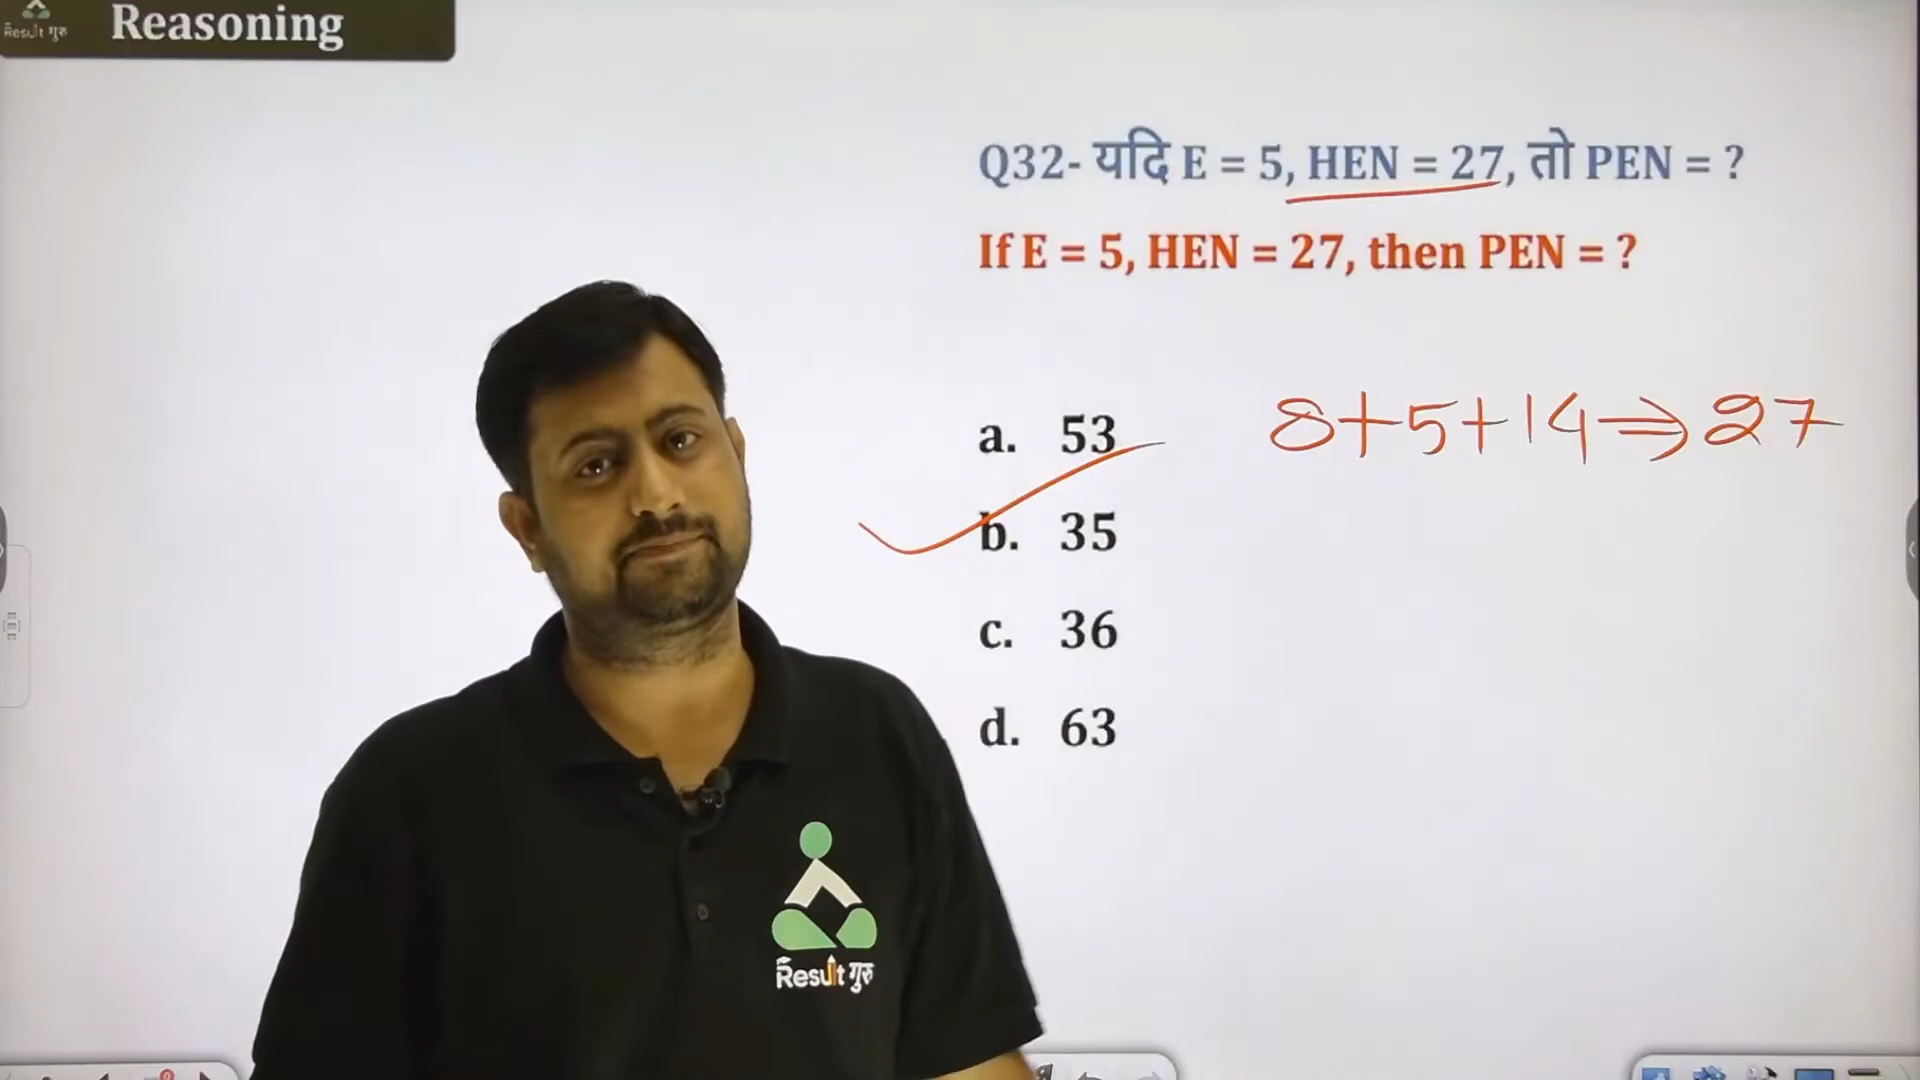 Result गुरु
Reasoning
Q32- यदि E = 5, HEN = 27, तो PEN = ?
If E = 5, HEN = 27, then PEN = ?
a. 53
8+5+14⇒27
b. 35
c. 36
d. 63
Result गुरु